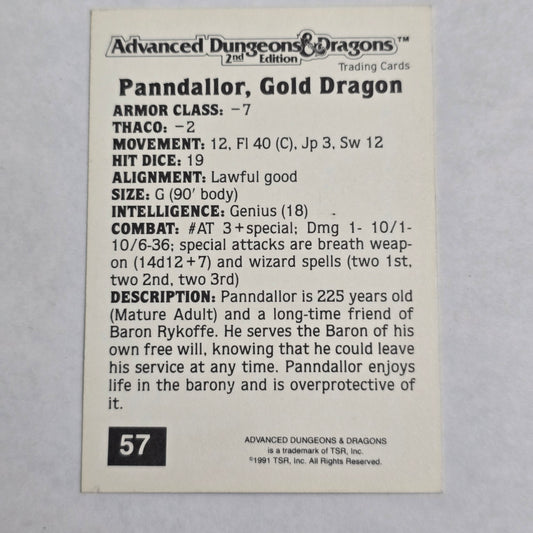 Advanced Dungeons & Dragons™
2nd Edition
Trading Cards
Panndallor, Gold Dragon
ARMOR CLASS: −7
THACO: −2
MOVEMENT: 12, Fl 40 (C), Jp 3, Sw 12
HIT DICE: 19
ALIGNMENT: Lawful good
SIZE: G (90′ body)
INTELLIGENCE: Genius (18)
COMBAT: #AT 3+special; Dmg 1- 10/1-
10/6-36; special attacks are breath weap-
on (14d12+7) and wizard spells (two 1st,
two 2nd, two 3rd)
DESCRIPTION: Panndallor is 225 years old
(Mature Adult) and a long-time friend of
Baron Rykoffe. He serves the Baron of his
own free will, knowing that he could leave
his service at any time. Panndallor enjoys
life in the barony and is overprotective of
it.
57
ADVANCED DUNGEONS & DRAGONS
is a trademark of TSR, Inc.
©1991 TSR, Inc. All Rights Reserved.